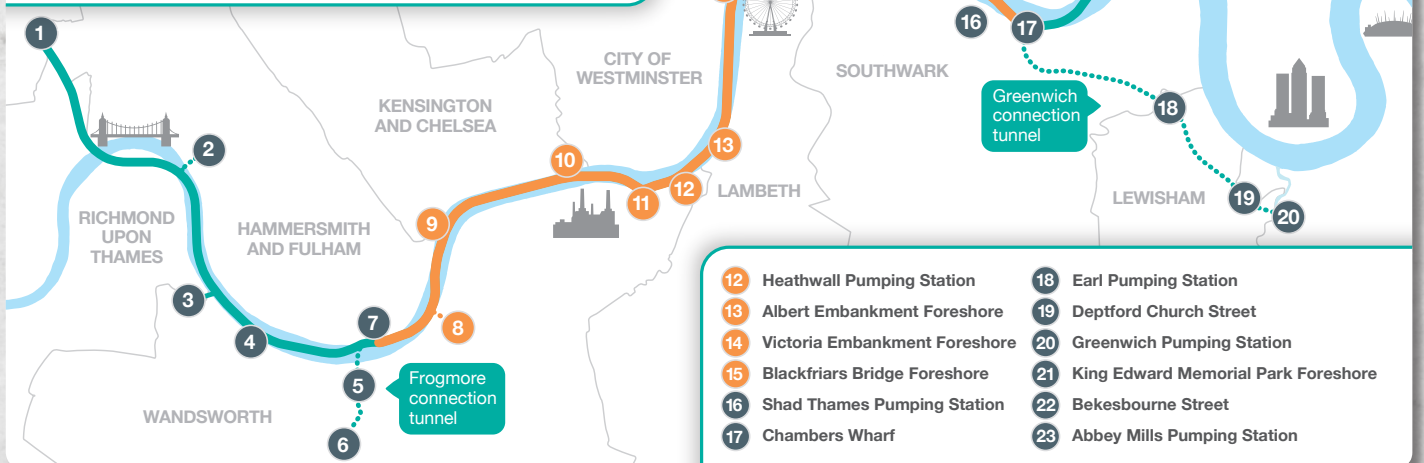 1
16
17
CITY OF
WESTMINSTER
SOUTHWARK
KENSINGTON
AND CHELSEA
Greenwich
connection
tunnel
18
2
10
13
11
12
LAMBETH
LEWISHAM
19
20
RICHMOND
UPON
THAMES
HAMMERSMITH
AND FULHAM
9
3
4
7
8
5
Frogmore
connection
tunnel
WANDSWORTH
6
12 Heathwall Pumping Station
13 Albert Embankment Foreshore
14 Victoria Embankment Foreshore
15 Blackfriars Bridge Foreshore
16 Shad Thames Pumping Station
17 Chambers Wharf
18 Earl Pumping Station
19 Deptford Church Street
20 Greenwich Pumping Station
21 King Edward Memorial Park Foreshore
22 Bekesbourne Street
23 Abbey Mills Pumping Station